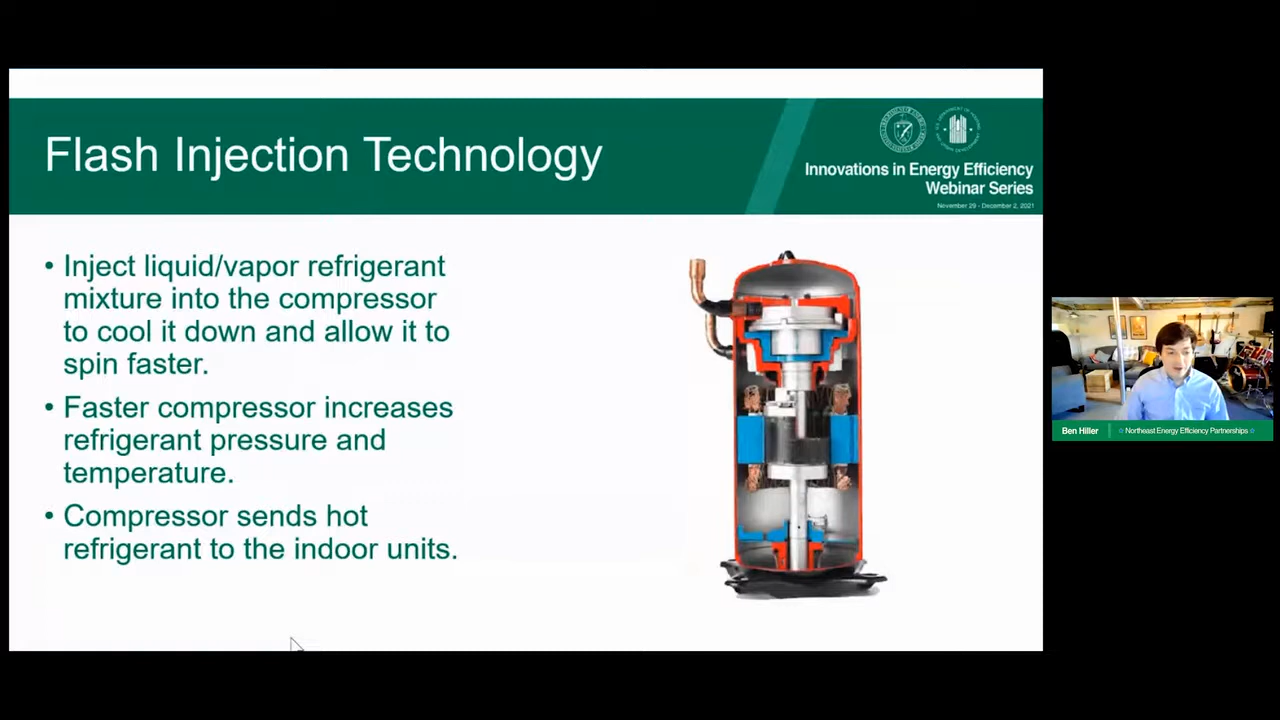 Flash Injection Technology
Innovations in Energy Efficiency
Webinar Series
November 29 - December 2, 2021
• Inject liquid/vapor refrigerant
mixture into the compressor
to cool it down and allow it to
spin faster.
• Faster compressor increases
refrigerant pressure and
temperature.
• Compressor sends hot
refrigerant to the indoor units.
Ben Hiller
Northeast Energy Efficiency Partnerships